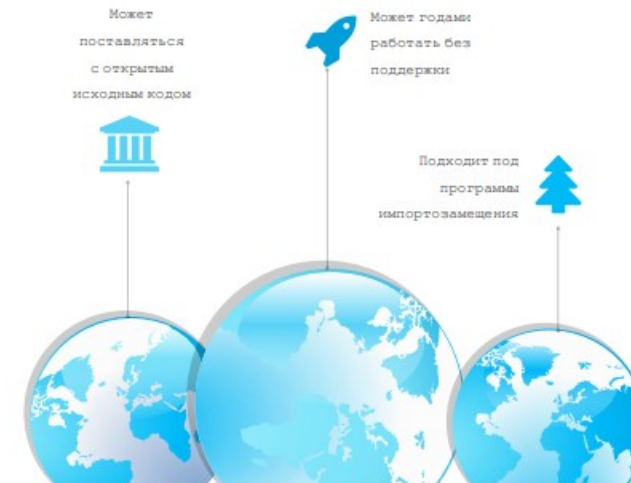 Может
поставляться
с открытым
исходным кодом
Может годами
работать без
поддержки
Подходит под
программы
импортозамещения